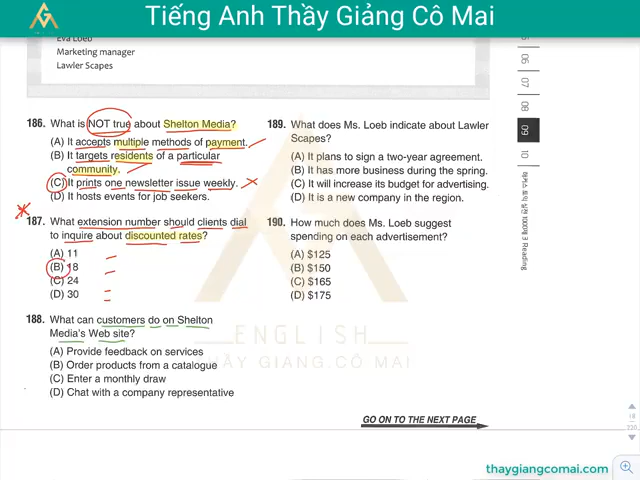 Tiếng Anh Thầy Giảng Cô Mai
Eva Loeb
Marketing manager
Lawler Scapes
186. What is NOT true about Shelton Media?
(A) It accepts multiple methods of payment.
(B) It targets residents of a particular
community.
(C) It prints one newsletter issue weekly.
(D) It hosts events for job seekers.
187. What extension number should clients dial
to inquire about discounted rates?
(A) 11
(B) 18
(C) 24
(D) 30
188. What can customers do on Shelton
Media's Web site?
(A) Provide feedback on services
(B) Order products from a catalogue
(C) Enter a monthly draw
(D) Chat with a company representative
189. What does Ms. Loeb indicate about Lawler
Scapes?
(A) It plans to sign a two-year agreement.
(B) It has more business during the spring.
(C) It will increase its budget for advertising.
(D) It is a new company in the region.
190. How much does Ms. Loeb suggest
spending on each advertisement?
(A) $125
(B) $150
(C) $165
(D) $175
ENGLISH
THẦY GIẢNG.CÔ MAI
GO ON TO THE NEXT PAGE
06
07
08
09
10
thaygiangcomai.com